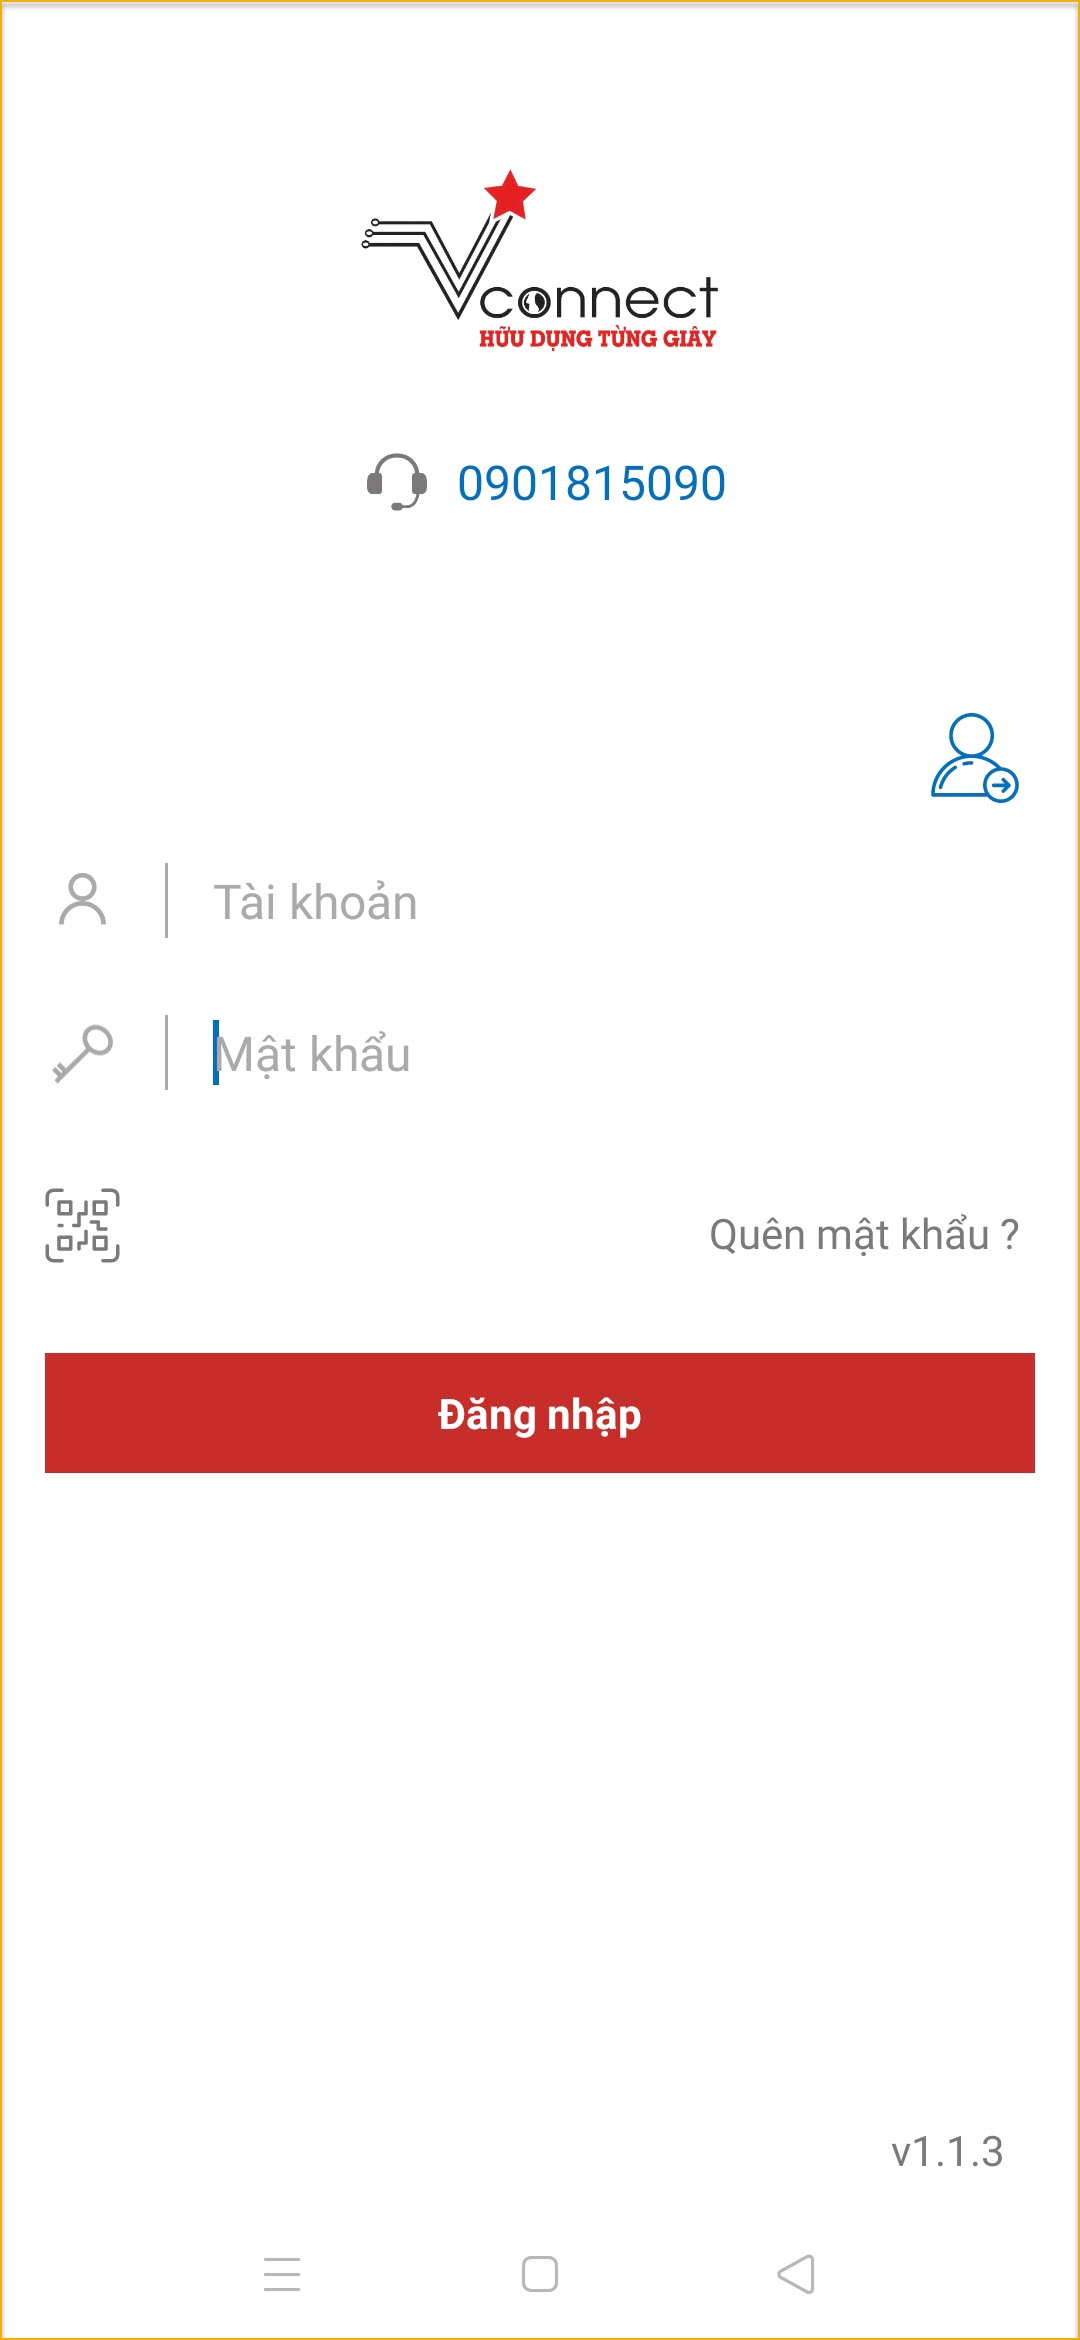 Vconnect
HỮU DỤNG TỪNG GIÂY
0901815090
Tài khoản
Mật khẩu
Quên mật khẩu ?
Đăng nhập
v1.1.3